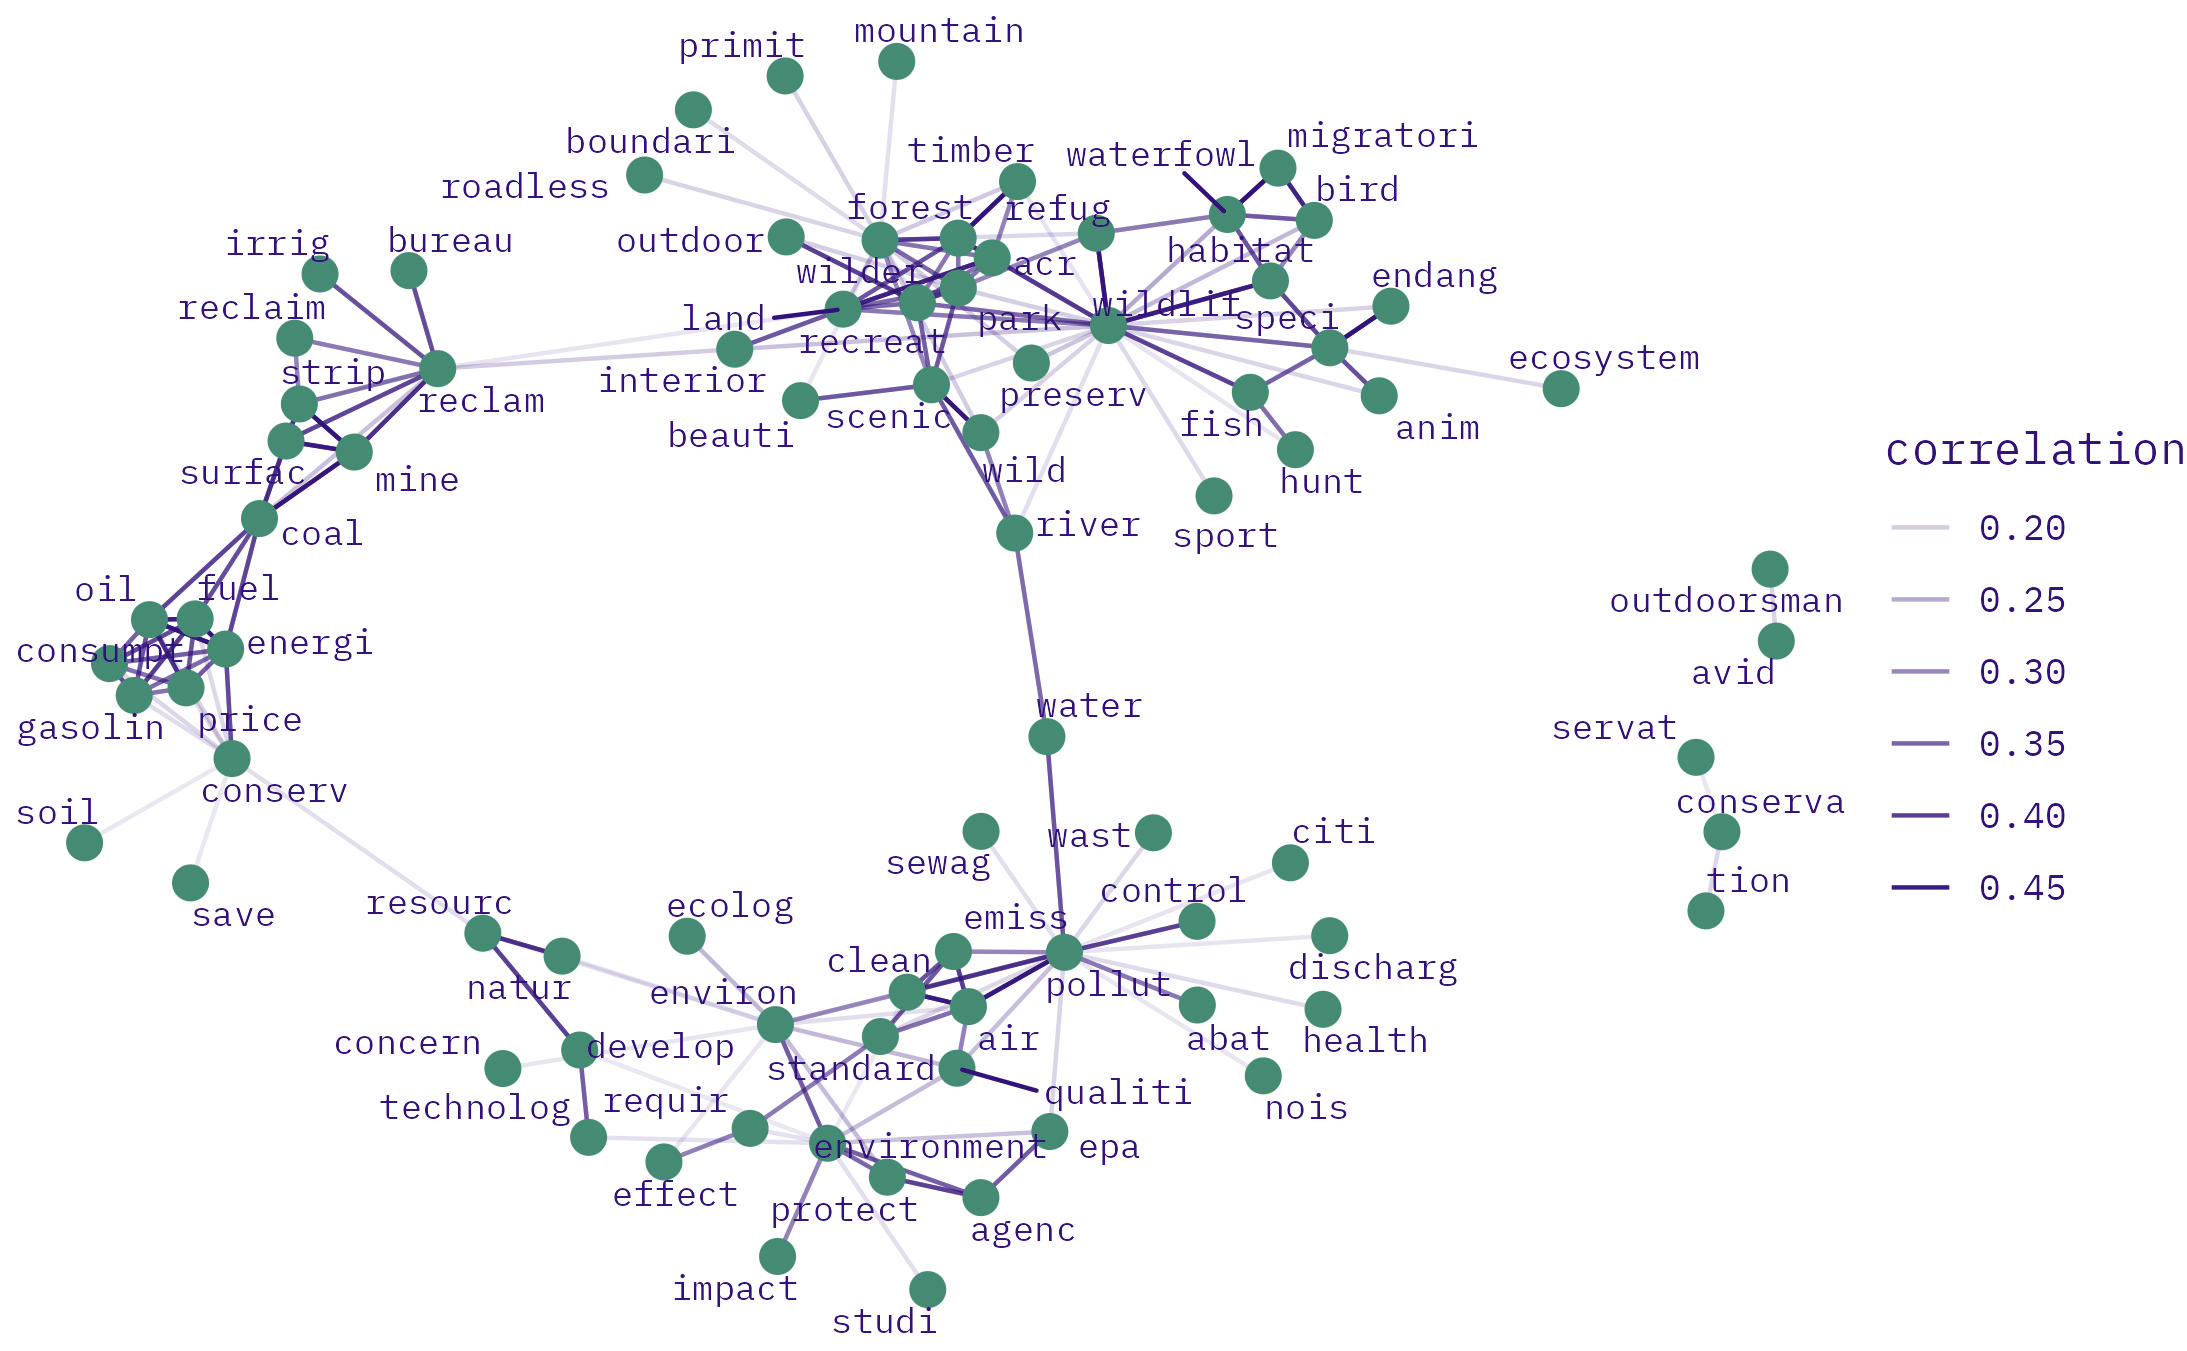 mountain
primit
boundari
timber
waterfowl
migratori
roadless
forest
refug
bird
irrig
bureau
outdoor
habitat
wilder
acr
endang
reclaim
land
park
wildlif
speci
strip
recreat
ecosystem
interior
preserv
reclam
beauti
scenic
fish
anim
surfac
mine
wild
hunt
coal
river
sport
oil
fuel
consumpt
energi
gasolin
price
water
conserv
soil
save
sewag
wast
citi
resourc
ecolog
emiss
control
clean
discharg
natur
environ
pollut
concern
develop
standard
air
abat
health
technolog
requir
qualiti
nois
effect
environment
epa
protect
agenc
impact
studi
outdoorsman
avid
servat
conserva
tion
correlation
0.20
0.25
0.30
0.35
0.40
0.45